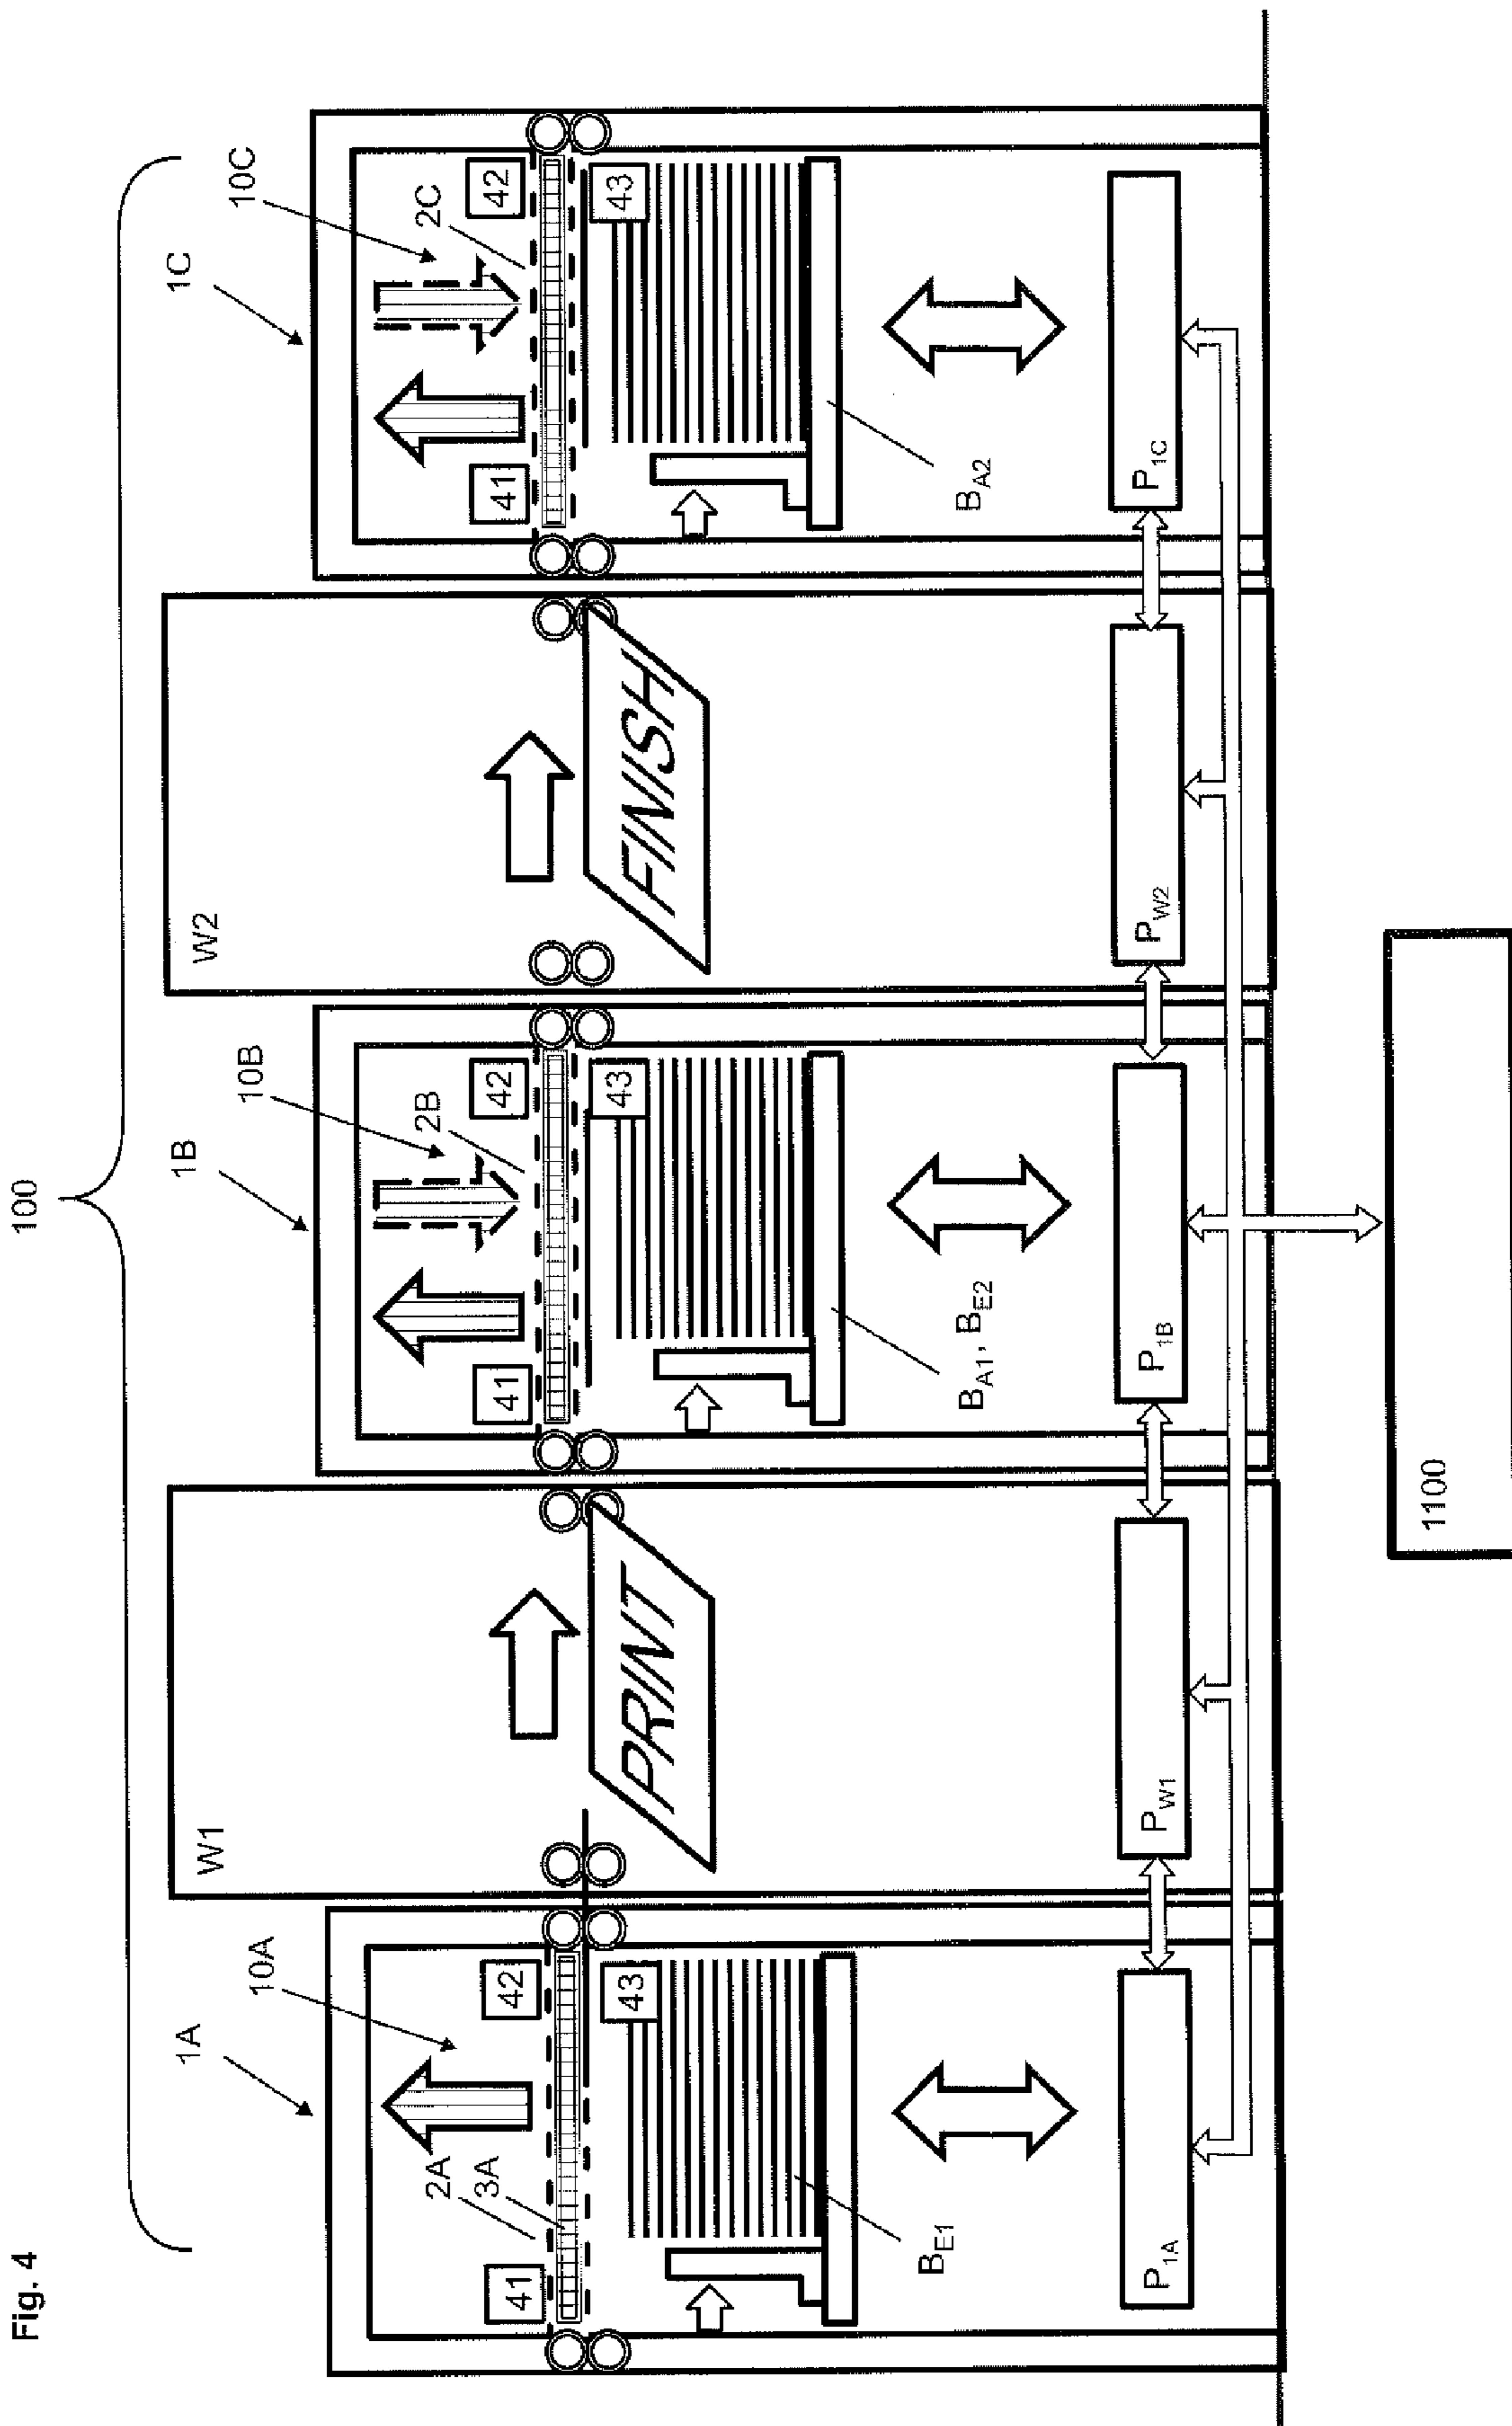 Fig. 4
100
1A
10A
2A
3A
41
42
43
B_E1
P_1A
W1
PRINT
P_W1
1B
10B
2B
41
42
43
B_A1, B_E2
P_1B
W2
FINISH
P_W2
1C
10C
2C
41
42
43
B_A2
P_1C
1100